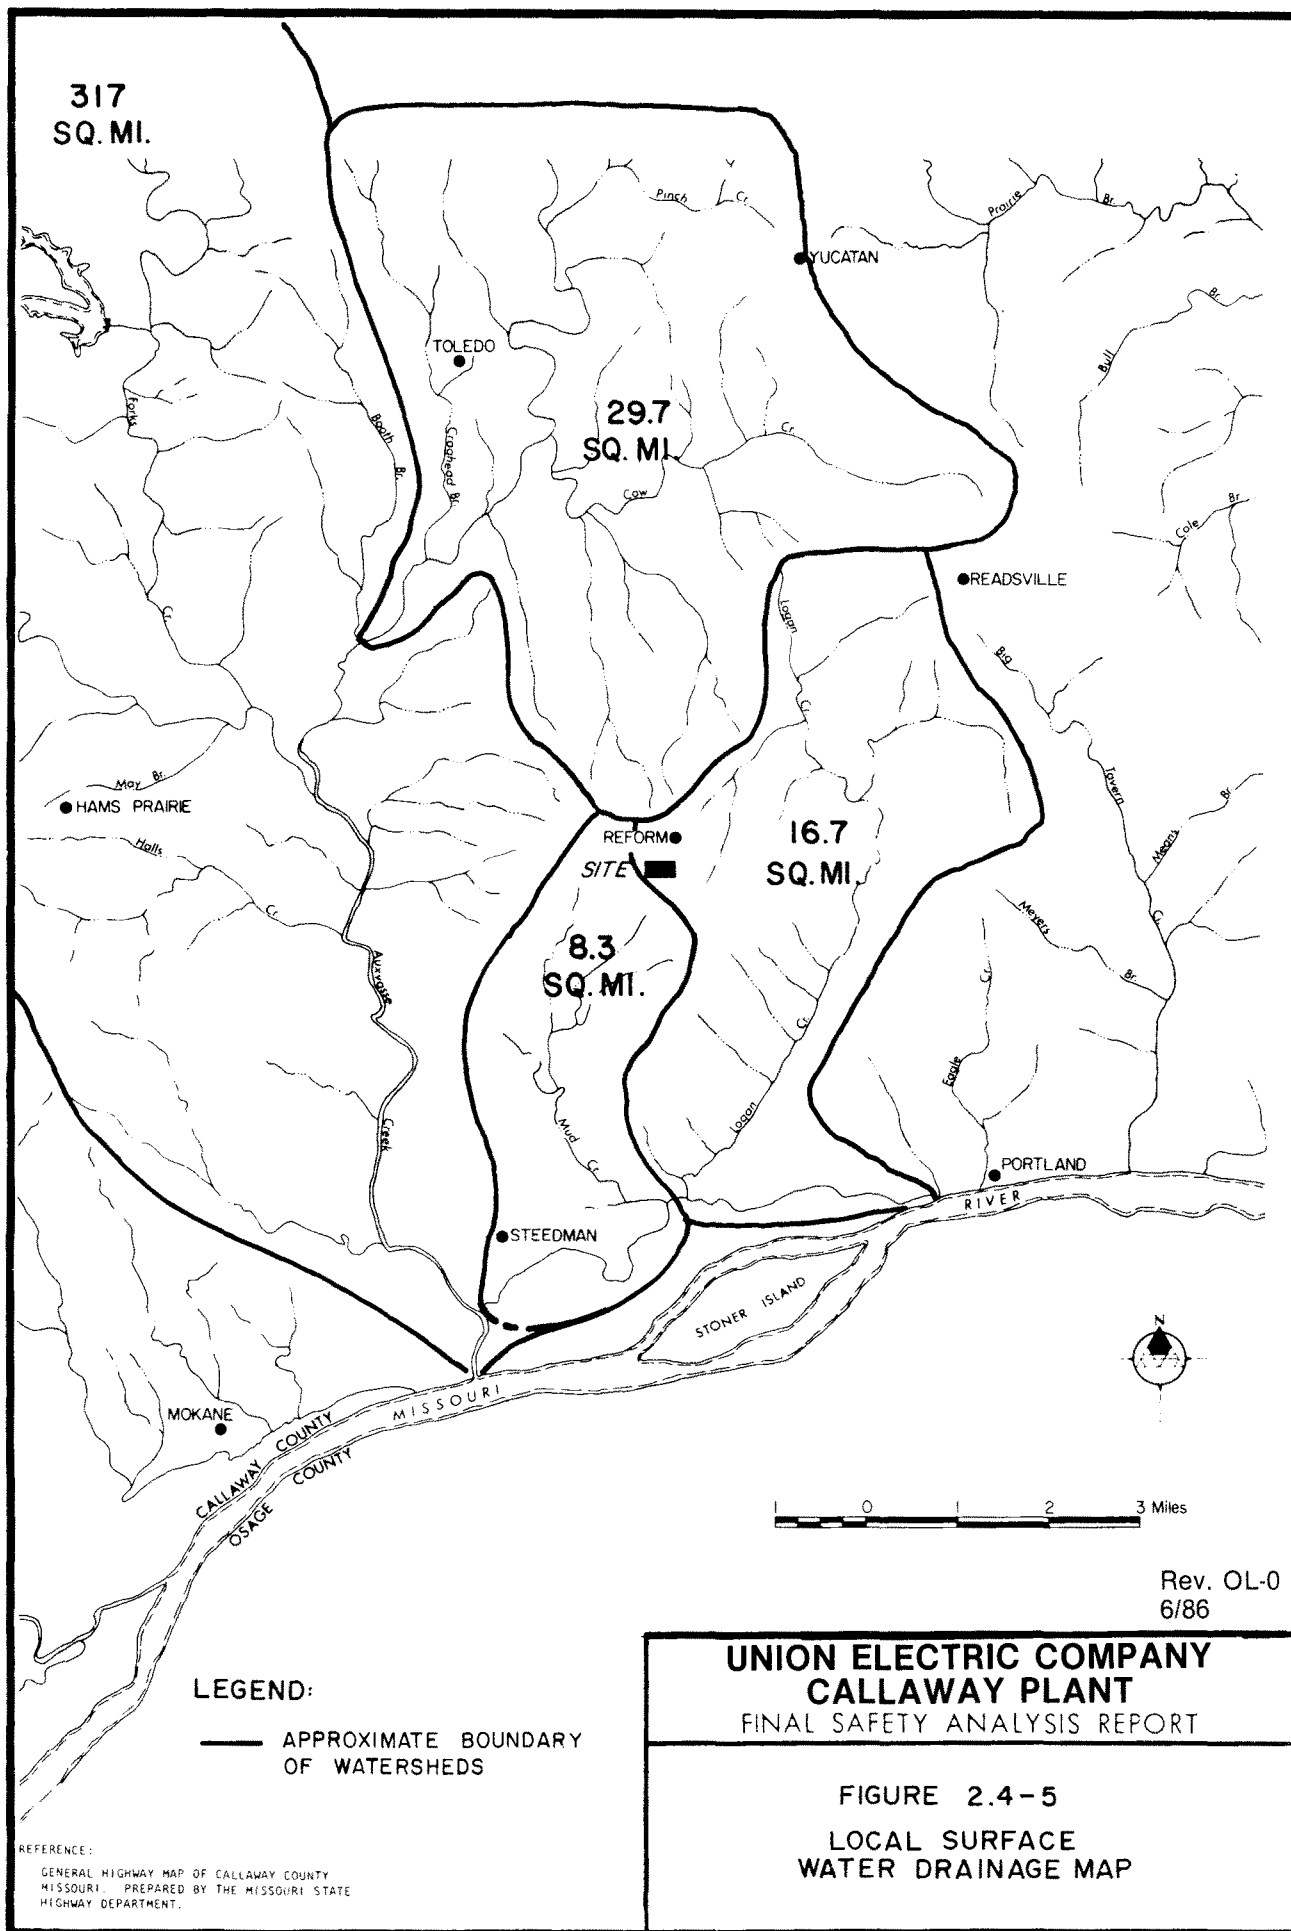 317
SQ. MI.
Pinch
Cr.
Prairie
Br.
YUCATAN
Br.
Bull
TOLEDO
Forks
Booth
Br.
Craghead
Br.
29.7
SQ. MI.
Cr.
Cow
Br.
Cole
READSVILLE
Cr.
Logan
Big
Cr.
May Br.
HAMS PRAIRIE
Halls
Cr.
REFORM
SITE
16.7
SQ. MI.
Tavern
Br.
Means
Cr.
Meyers
Br.
8.3
SQ. MI.
Auxvasse
Creek
Cr.
Eagle
Cr.
Logan
Mud
Cr.
PORTLAND
RIVER
STEEDMAN
STONER ISLAND
N
MISSOURI
MOKANE
CALLAWAY COUNTY
OSAGE COUNTY
1 0 1 2 3 Miles
Rev. OL-0
6/86
LEGEND:
APPROXIMATE BOUNDARY
OF WATERSHEDS
UNION ELECTRIC COMPANY
CALLAWAY PLANT
FINAL SAFETY ANALYSIS REPORT
FIGURE 2.4-5
LOCAL SURFACE
WATER DRAINAGE MAP
REFERENCE:
GENERAL HIGHWAY MAP OF CALLAWAY COUNTY
MISSOURI. PREPARED BY THE MISSOURI STATE
HIGHWAY DEPARTMENT.